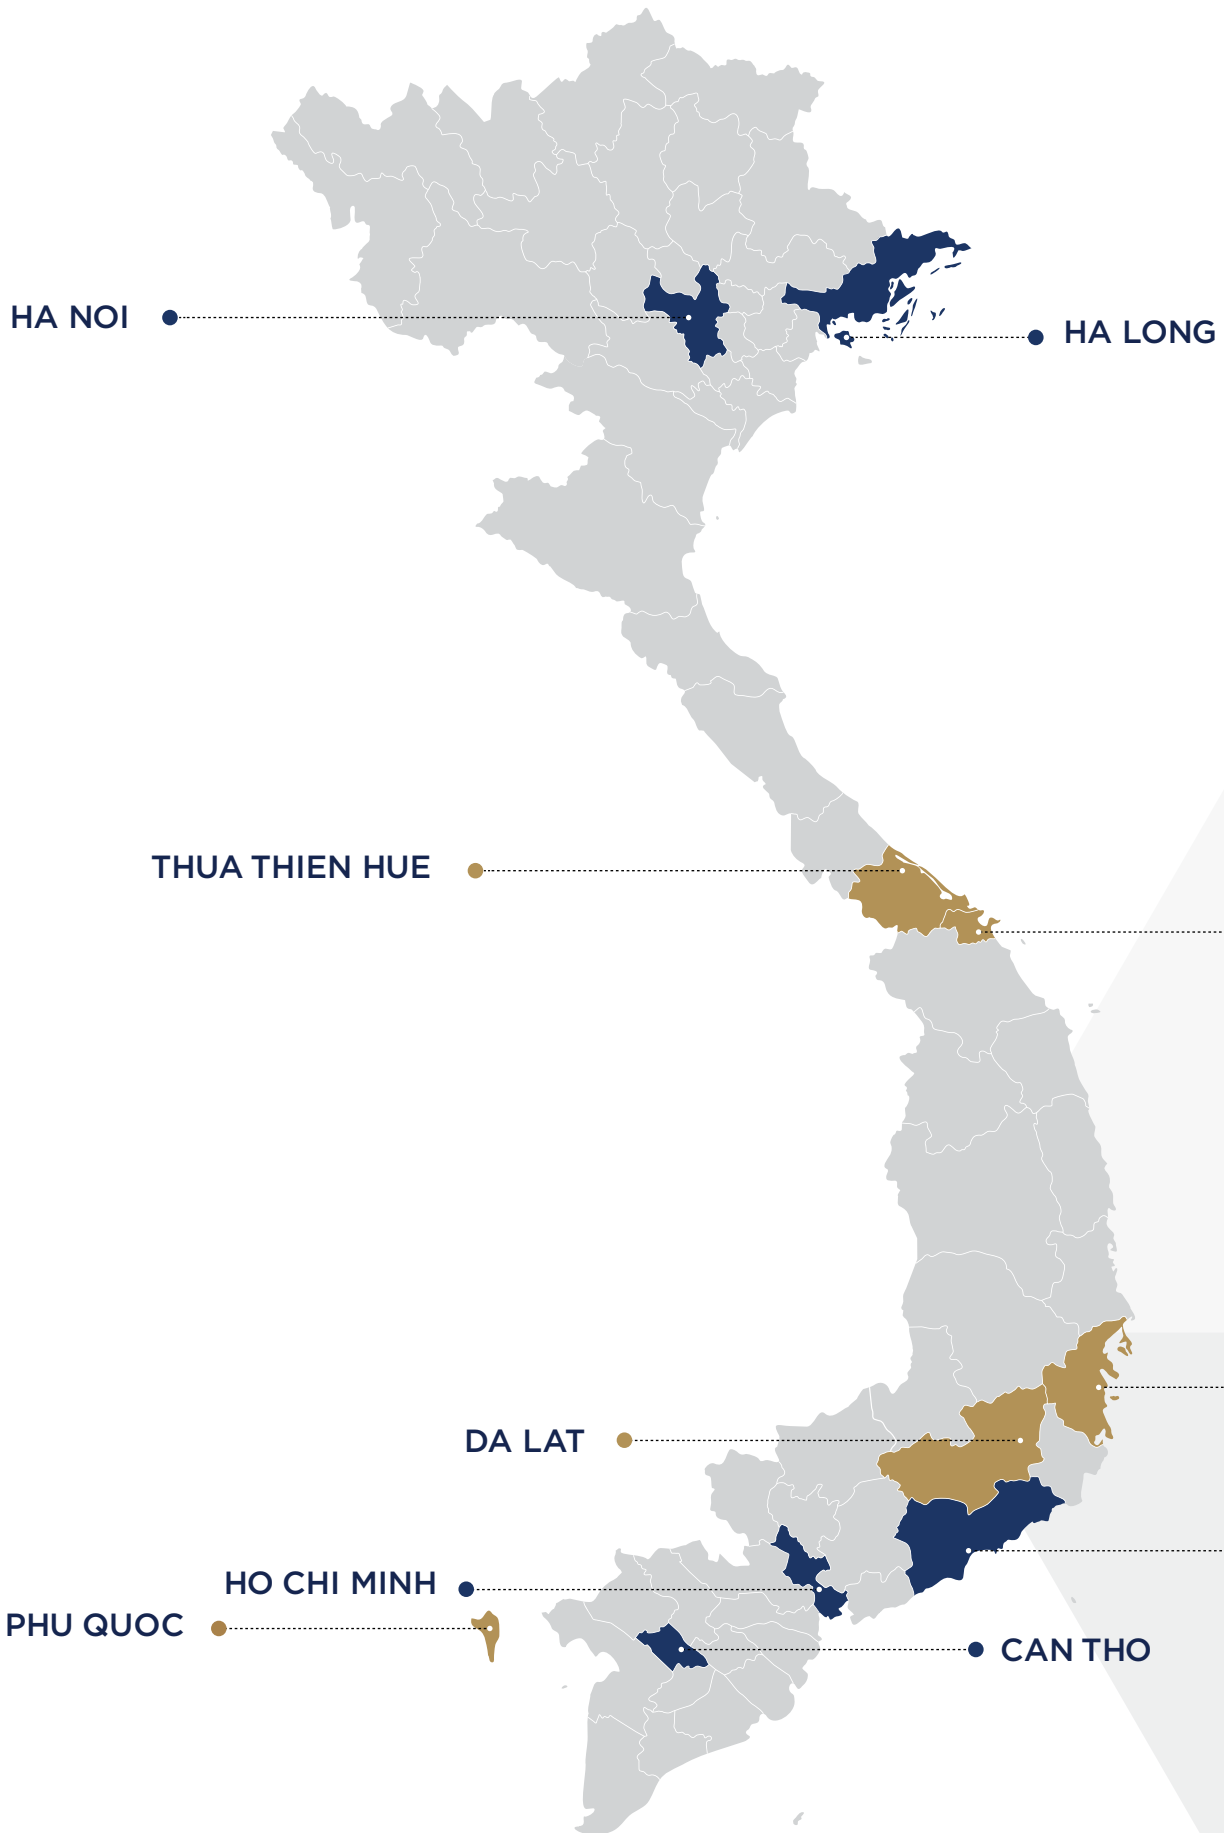 HA NOI
HA LONG
THUA THIEN HUE
DA LAT
HO CHI MINH
PHU QUOC
CAN THO